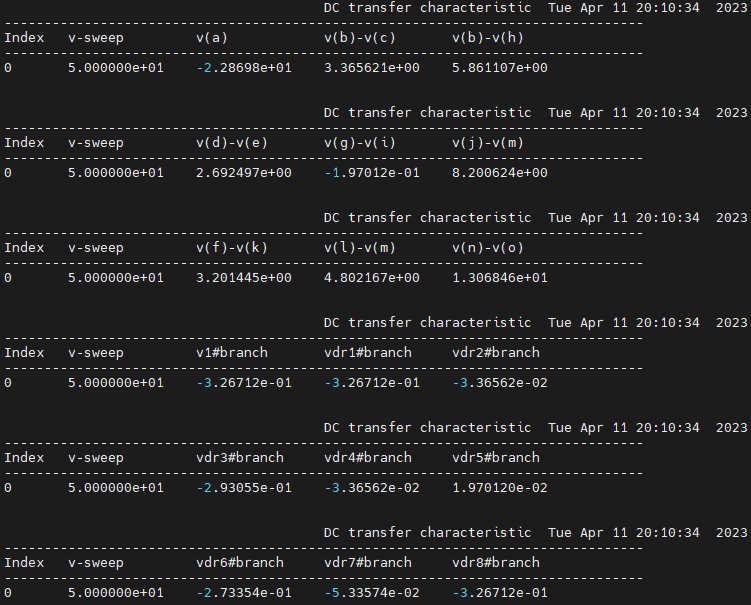 DC transfer characteristic  Tue Apr 11 20:10:34  2023
--------------------------------------------------------------------------------
Index   v-sweep         v(a)            v(b)-v(c)       v(b)-v(h)
--------------------------------------------------------------------------------
0       5.000000e+01    -2.28698e+01    3.365621e+00    5.861107e+00
DC transfer characteristic  Tue Apr 11 20:10:34  2023
--------------------------------------------------------------------------------
Index   v-sweep         v(d)-v(e)       v(g)-v(i)       v(j)-v(m)
--------------------------------------------------------------------------------
0       5.000000e+01    2.692497e+00    -1.97012e-01    8.200624e+00
DC transfer characteristic  Tue Apr 11 20:10:34  2023
--------------------------------------------------------------------------------
Index   v-sweep         v(f)-v(k)       v(l)-v(m)       v(n)-v(o)
--------------------------------------------------------------------------------
0       5.000000e+01    3.201445e+00    4.802167e+00    1.306846e+01
DC transfer characteristic  Tue Apr 11 20:10:34  2023
--------------------------------------------------------------------------------
Index   v-sweep         v1#branch       vdr1#branch     vdr2#branch
--------------------------------------------------------------------------------
0       5.000000e+01    -3.26712e-01    -3.26712e-01    -3.36562e-02
DC transfer characteristic  Tue Apr 11 20:10:34  2023
--------------------------------------------------------------------------------
Index   v-sweep         vdr3#branch     vdr4#branch     vdr5#branch
--------------------------------------------------------------------------------
0       5.000000e+01    -2.93055e-01    -3.36562e-02    1.970120e-02
DC transfer characteristic  Tue Apr 11 20:10:34  2023
--------------------------------------------------------------------------------
Index   v-sweep         vdr6#branch     vdr7#branch     vdr8#branch
--------------------------------------------------------------------------------
0       5.000000e+01    -2.73354e-01    -5.33574e-02    -3.26712e-01